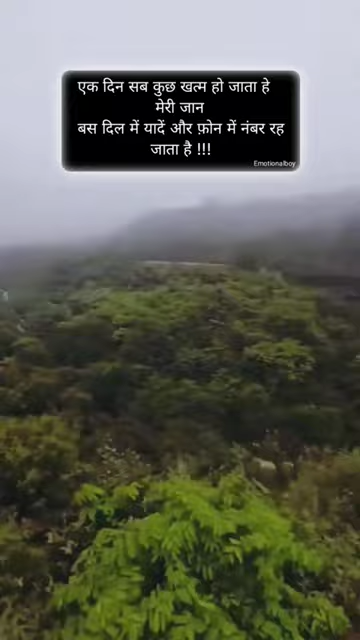 एक दिन सब कुछ खत्म हो जाता हे
मेरी जान
बस दिल में यादें और फ़ोन में नंबर रह
जाता है !!!
Emotionalboy